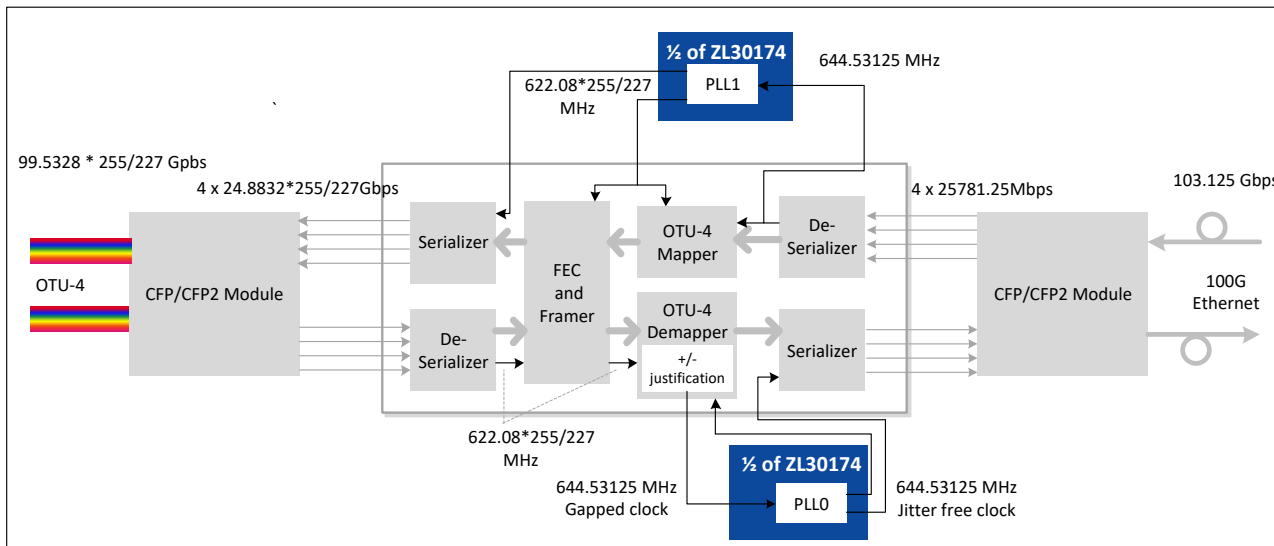 ½ of ZL30174
PLL1
644.53125 MHz
622.08*255/227
MHz
`
99.5328 * 255/227 Gpbs
4 x 24.8832*255/227Gbps
4 x 25781.25Mbps
103.125 Gbps
OTU-4
CFP/CFP2 Module
Serializer
FEC
and
Framer
OTU-4
Mapper
De-
Serializer
CFP/CFP2 Module
100G
Ethernet
De-
Serializer
OTU-4
Demapper
+/-
justification
Serializer
622.08*255/227
MHz
½ of ZL30174
PLL0
644.53125 MHz
Gapped clock
644.53125 MHz
Jitter free clock